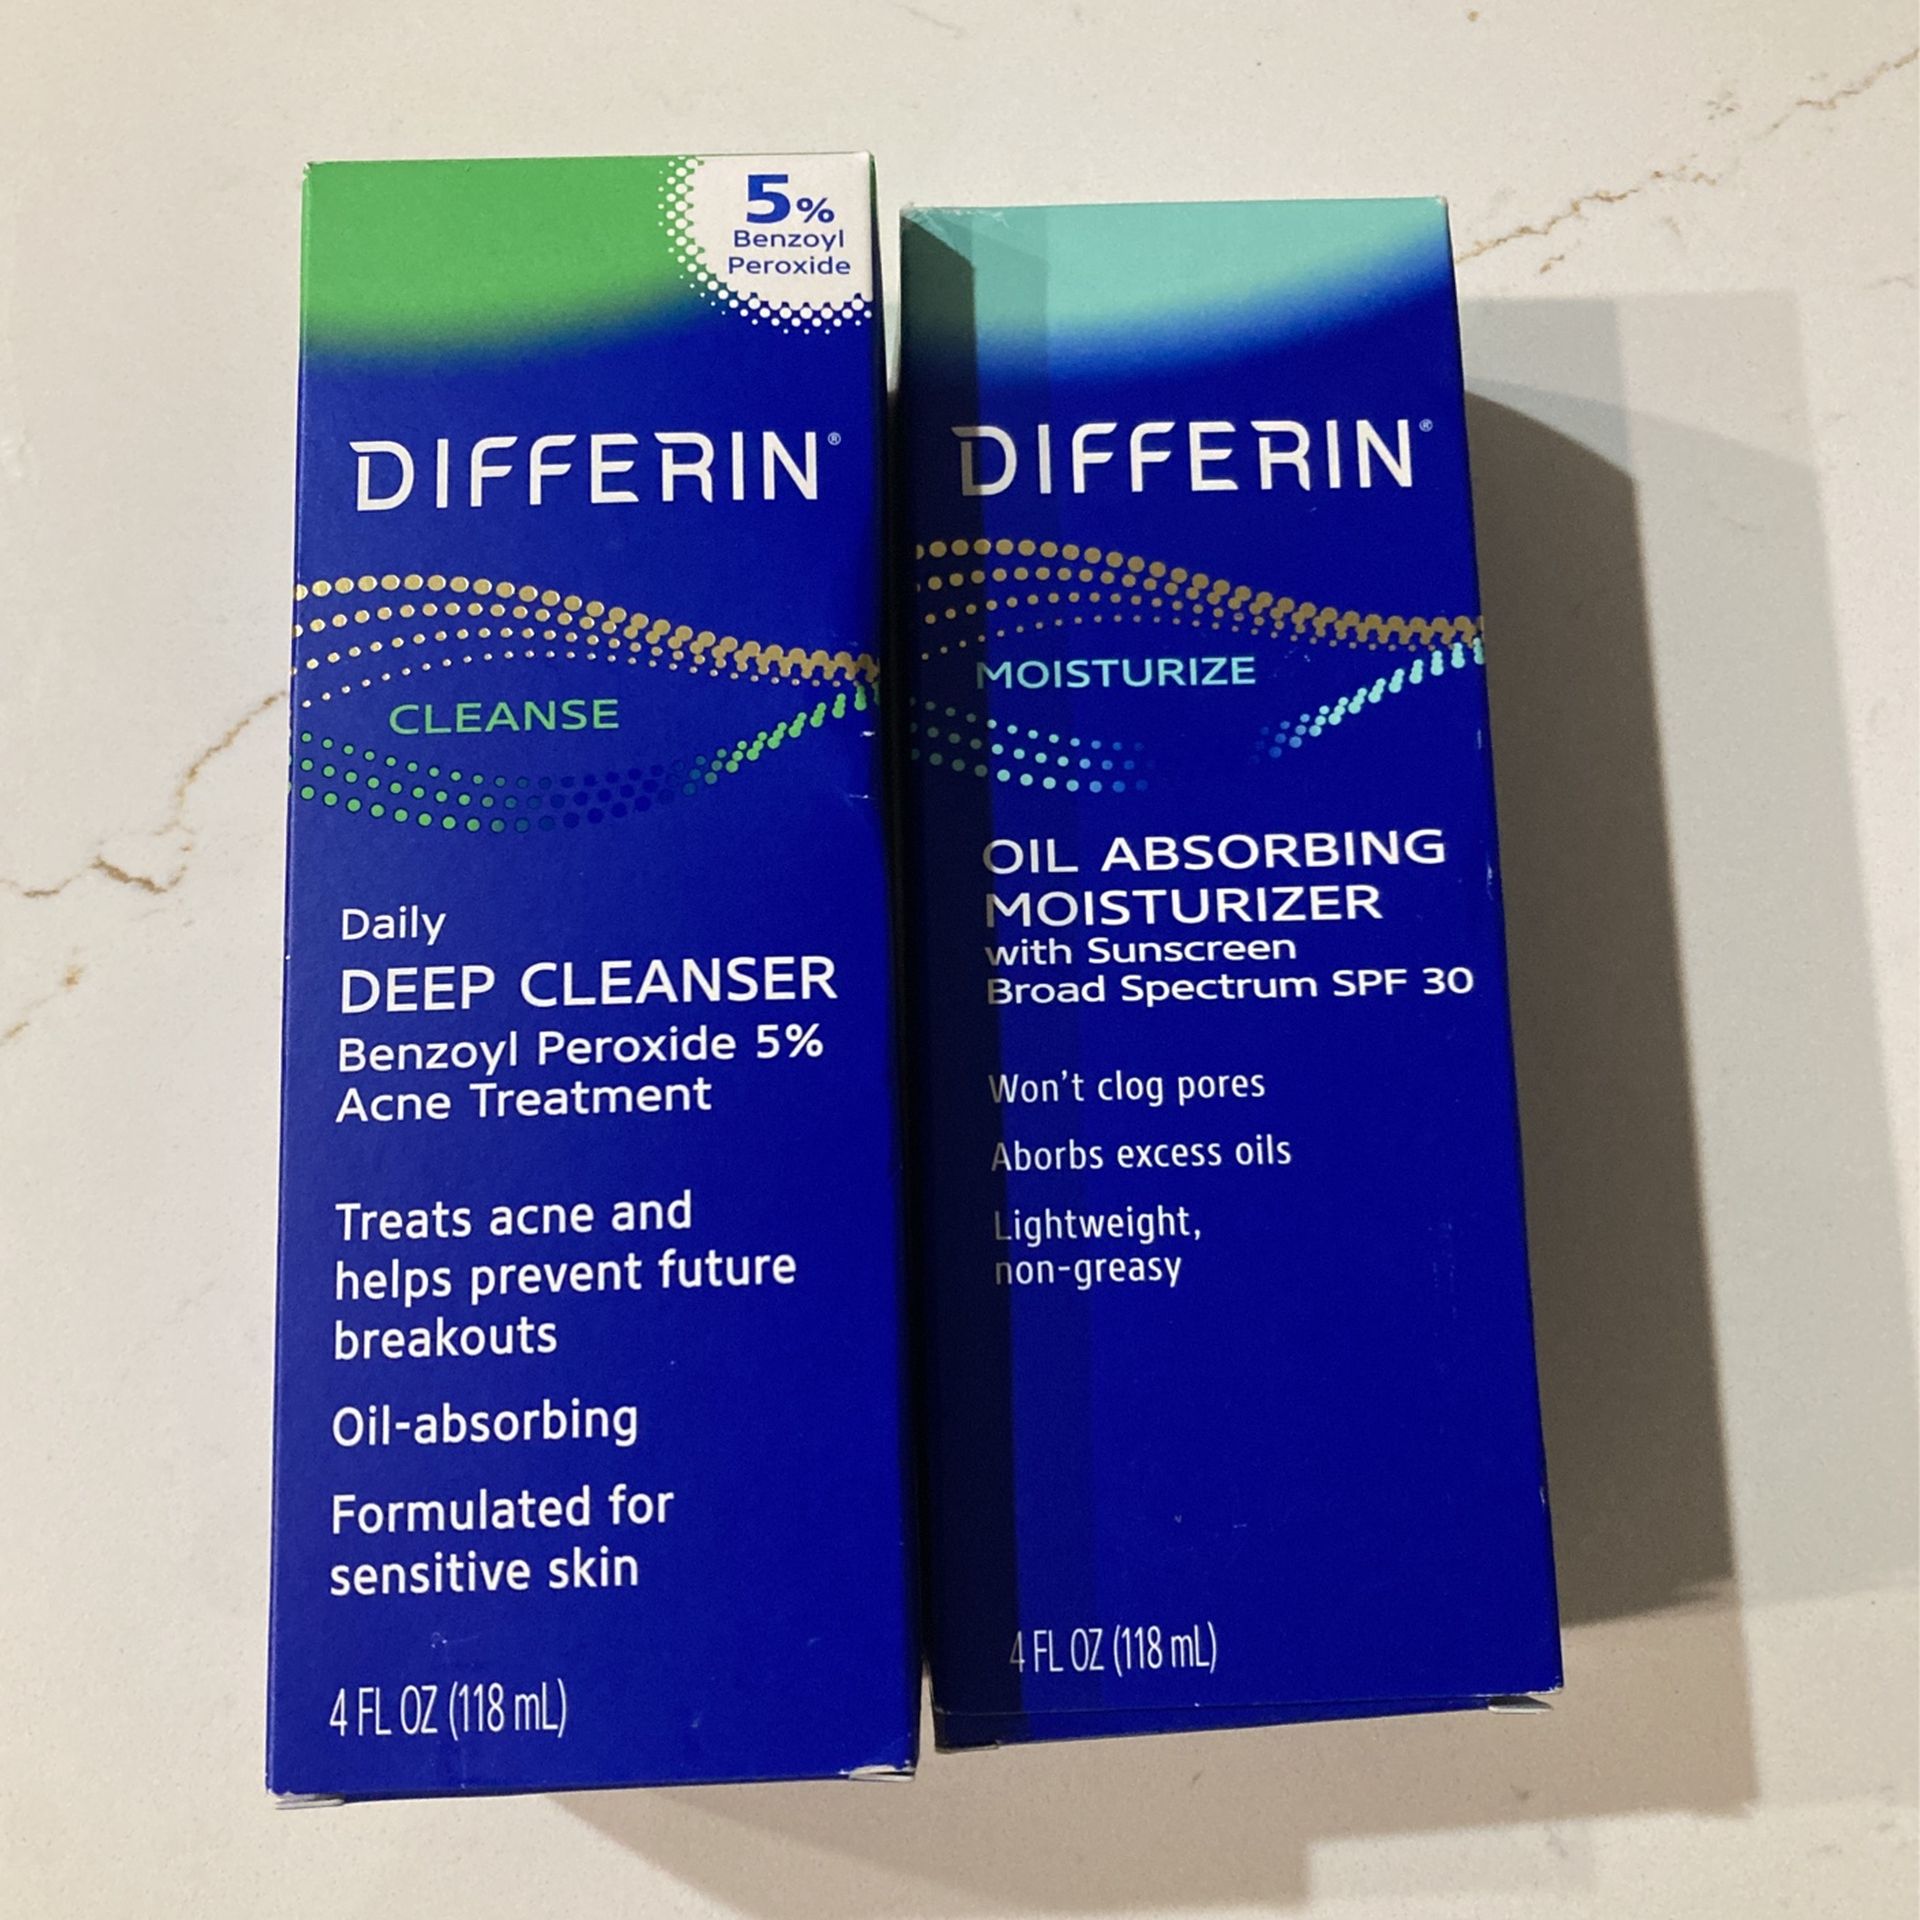 5%
Benzoyl
Peroxide
DIFFERIN®
CLEANSE
Daily
DEEP CLEANSER
Benzoyl Peroxide 5%
Acne Treatment
Treats acne and
helps prevent future
breakouts
Oil-absorbing
Formulated for
sensitive skin
4 FL OZ (118 mL)
DIFFERIN®
MOISTURIZE
OIL ABSORBING
MOISTURIZER
with Sunscreen
Broad Spectrum SPF 30
Won't clog pores
Aborbs excess oils
Lightweight,
non-greasy
4 FL OZ (118 mL)